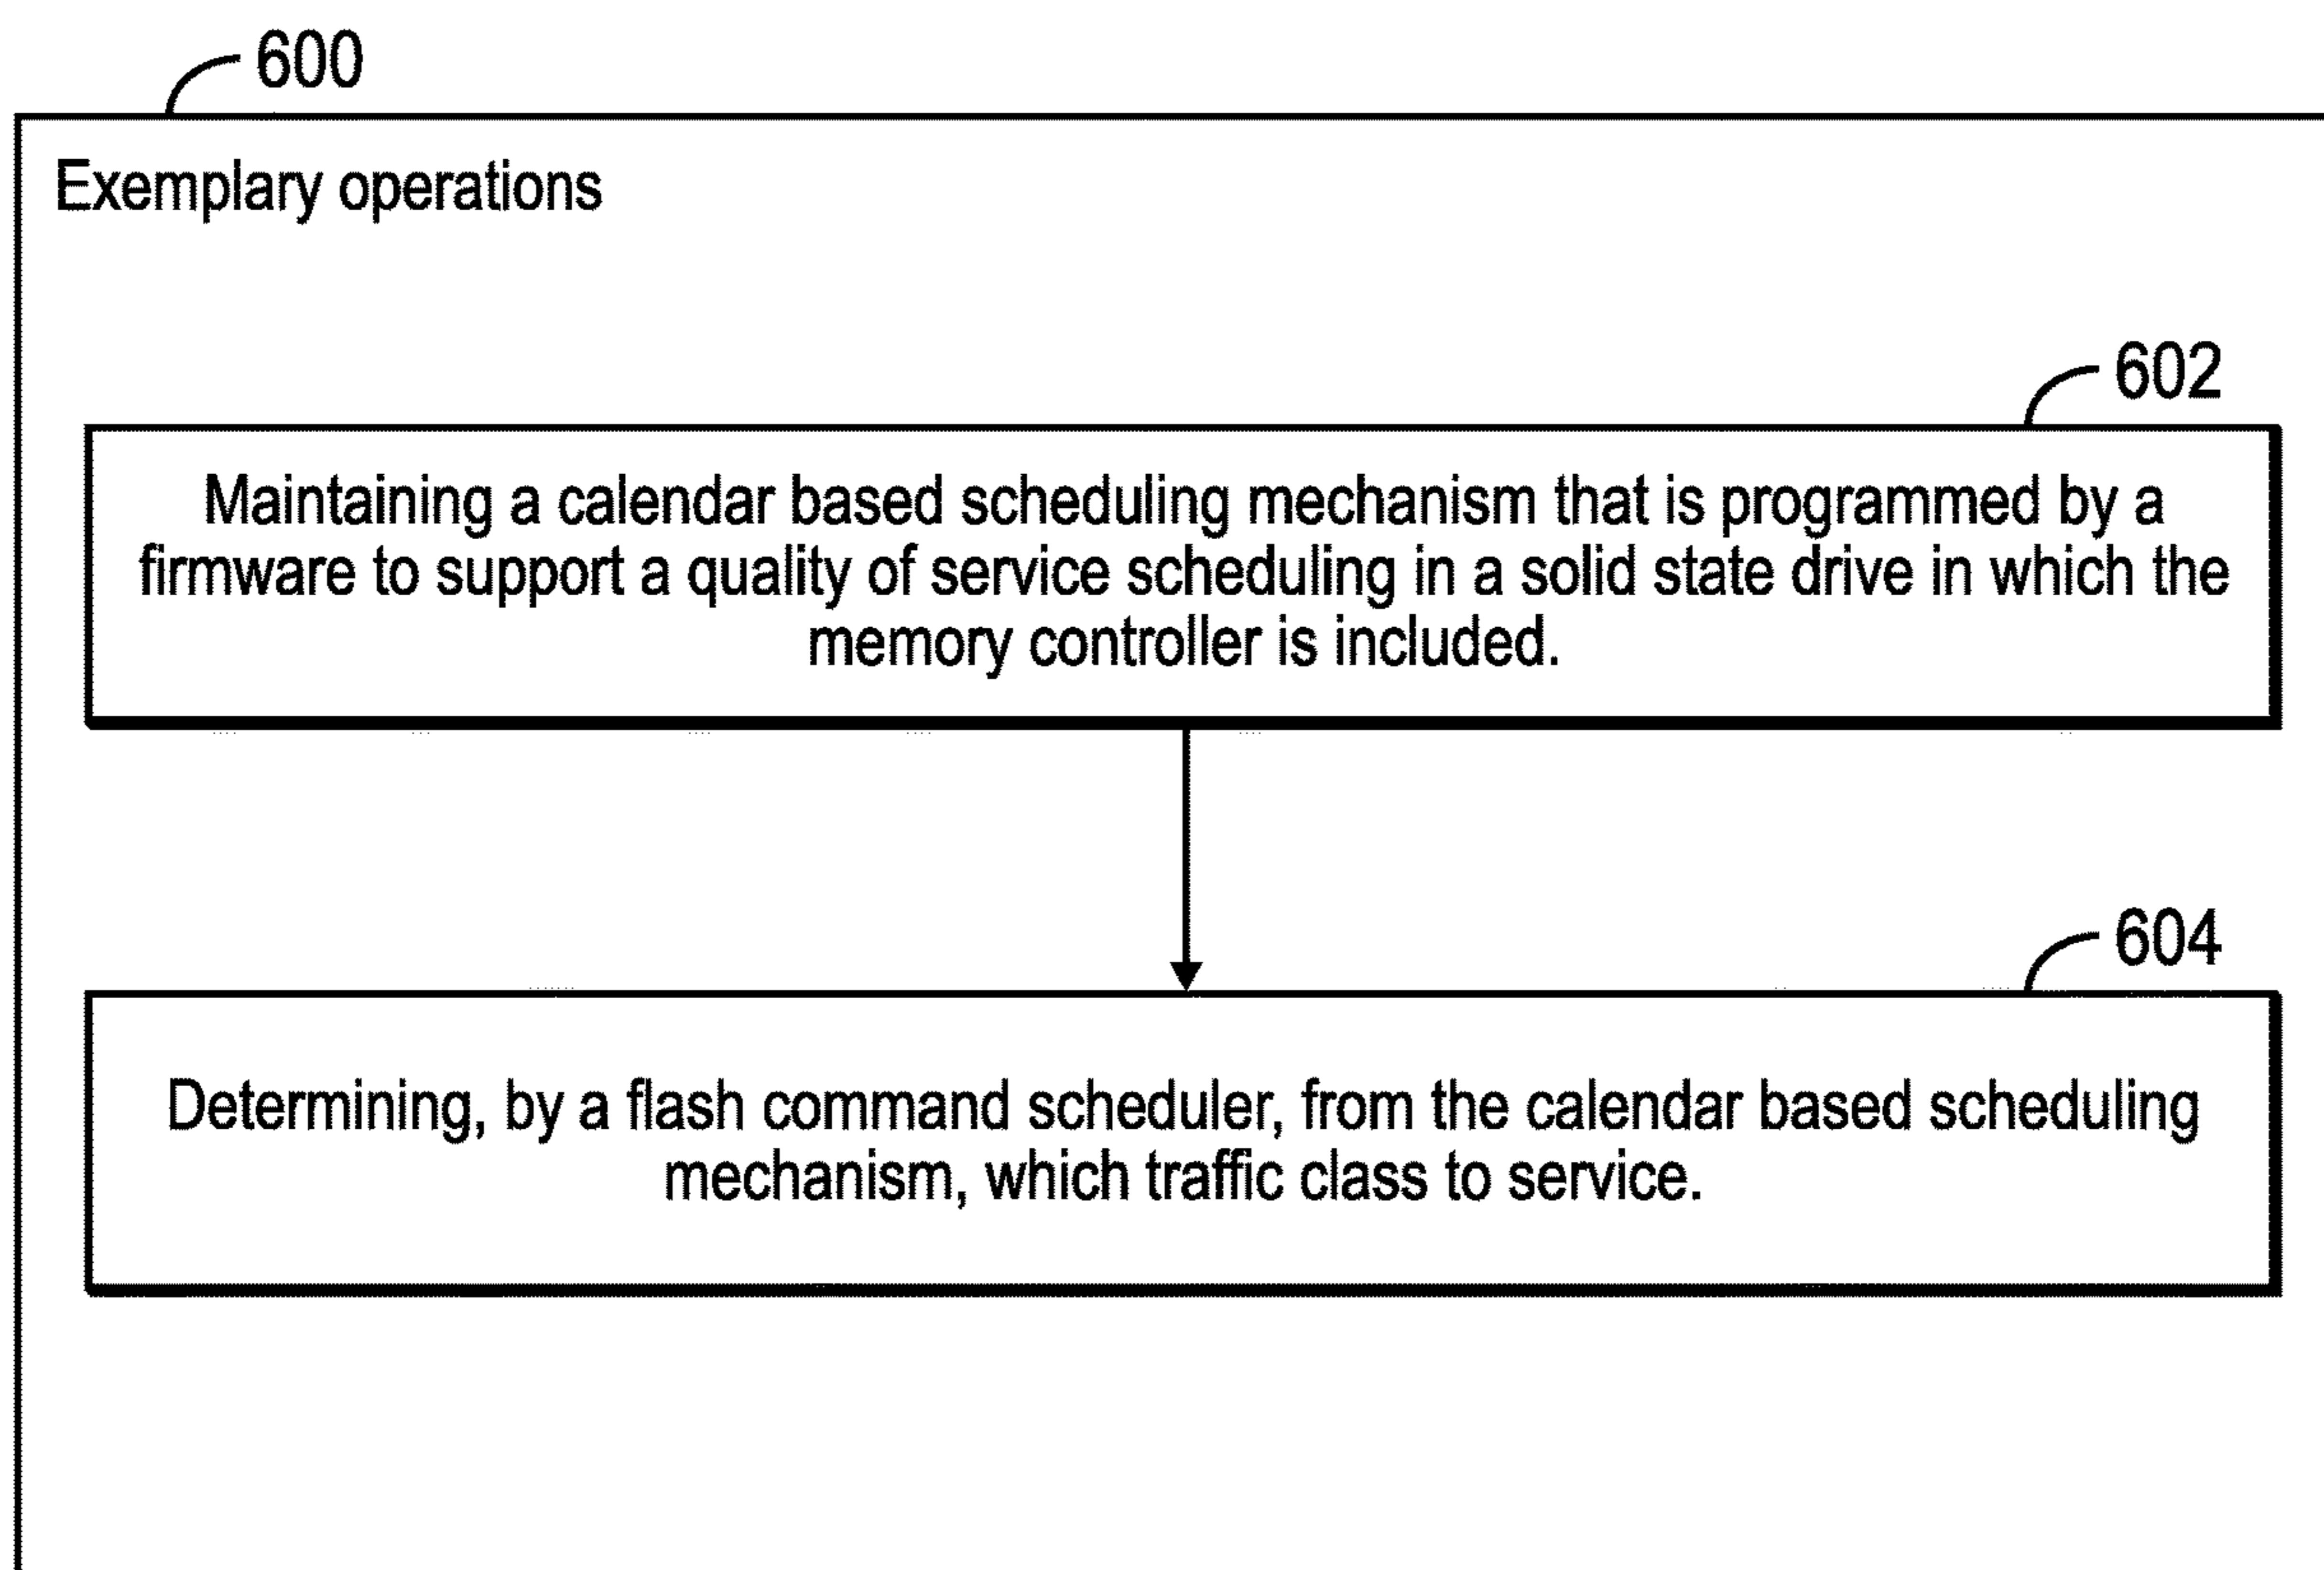 600
Exemplary operations
602
Maintaining a calendar based scheduling mechanism that is programmed by a
firmware to support a quality of service scheduling in a solid state drive in which the
memory controller is included.
604
Determining, by a flash command scheduler, from the calendar based scheduling
mechanism, which traffic class to service.